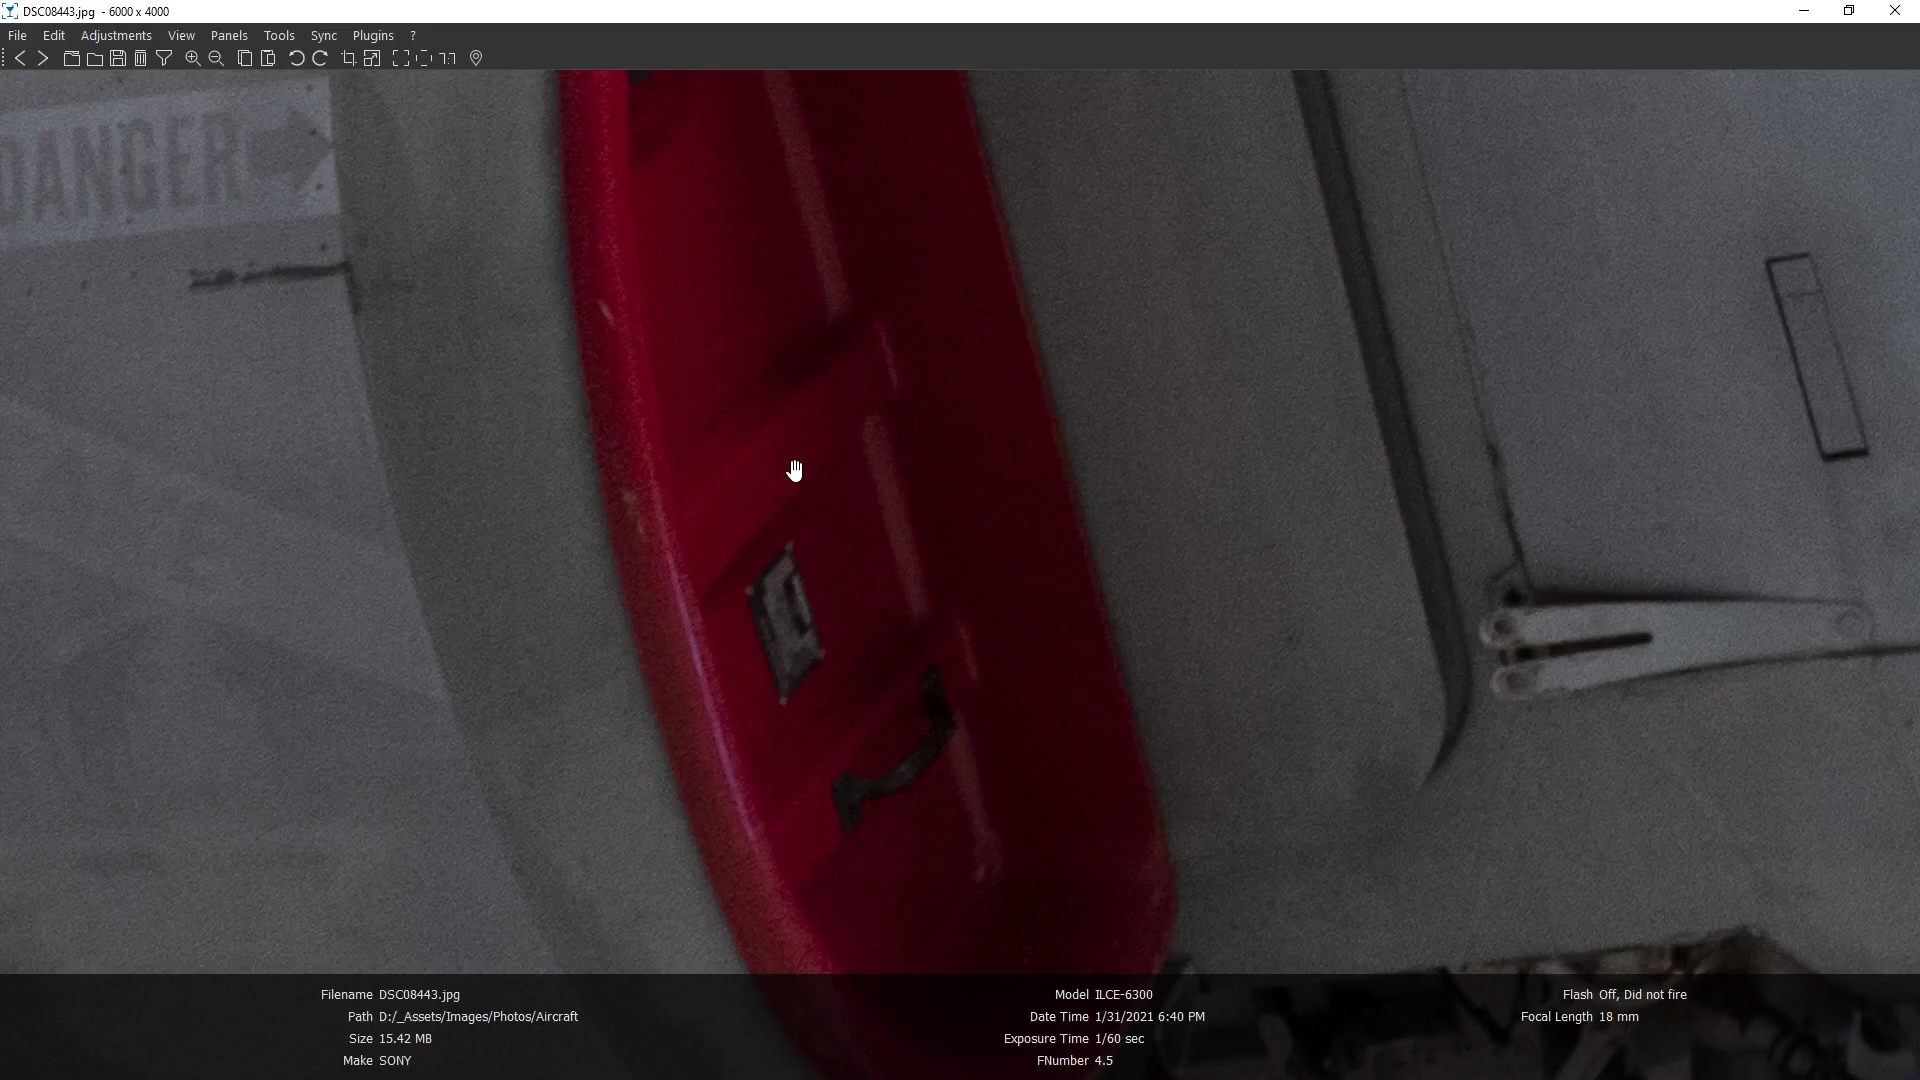 DSC08443.jpg - 6000 x 4000
File Edit Adjustments View Panels Tools Sync Plugins ?
DANGER
Filename DSC08443.jpg
Path D:/_Assets/Images/Photos/Aircraft
Size 15.42 MB
Make SONY
Model ILCE-6300
Date Time 1/31/2021 6:40 PM
Exposure Time 1/60 sec
FNumber 4.5
Flash Off, Did not fire
Focal Length 18 mm